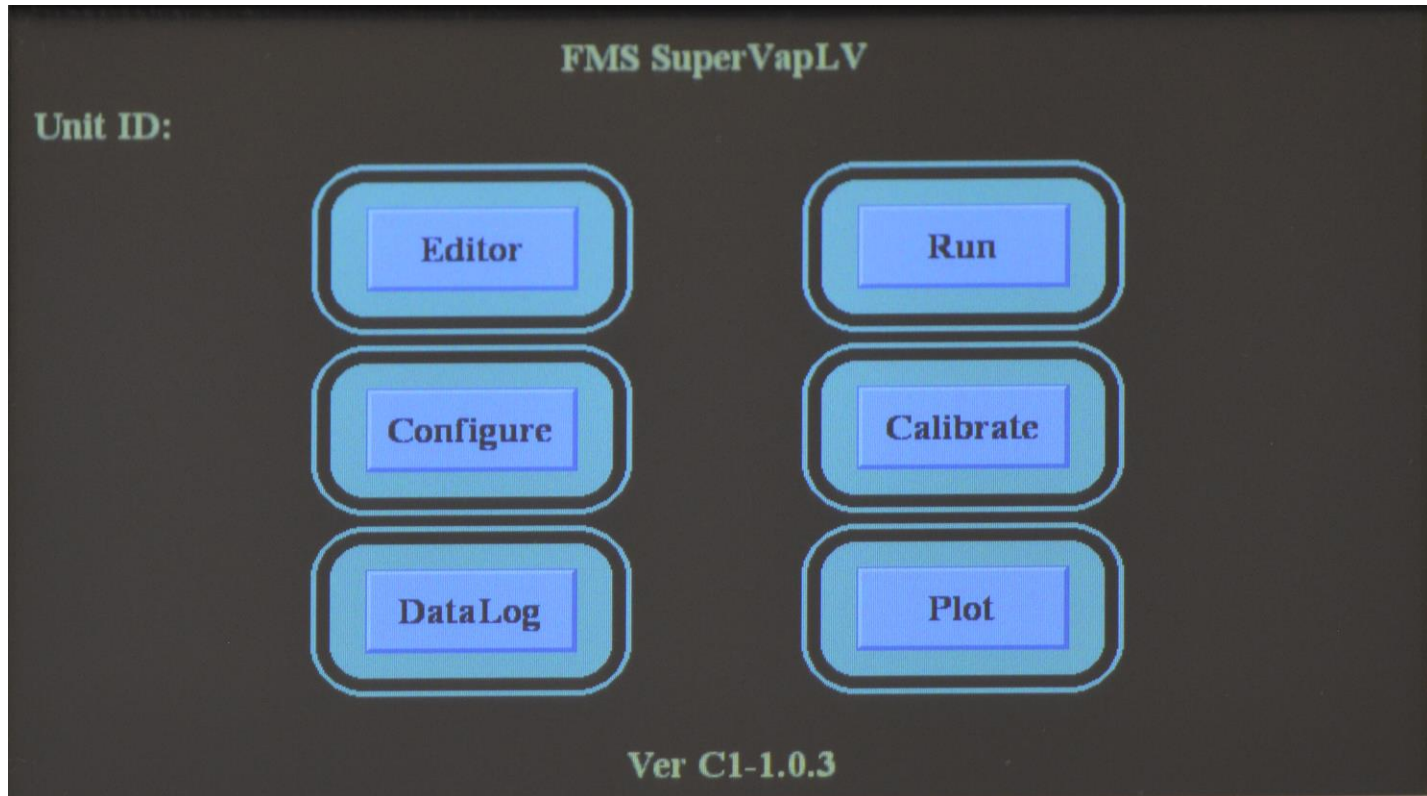 FMS SuperVapLV
Unit ID:
Editor
Run
Configure
Calibrate
DataLog
Plot
Ver C1-1.0.3